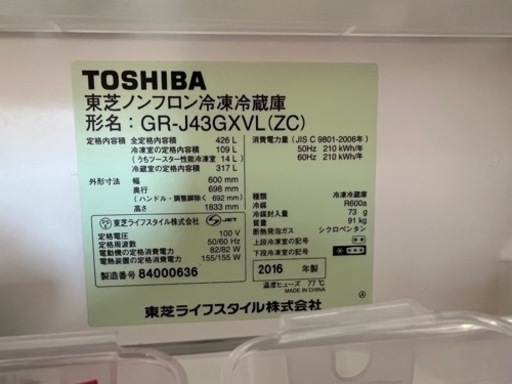 TOSHIBA
東芝ノンフロン冷凍冷蔵庫
形名：GR-J43GXVL(ZC)
定格内容積 全定格内容積 426 L
冷凍室の定格内容積 109 L
(うちツースター性能冷凍室 14 L)
冷蔵室の定格内容積 317 L
外形寸法 幅 600 mm
奥行 698 mm
(ハンドル・調整脚除く 692 mm)
高さ 1833 mm
東芝ライフスタイル株式会社 JET
定格電圧 100 V
定格周波数 50/60 Hz
電動機の定格消費電力 82/82 W
電熱装置の定格消費電力 155/155 W
製造番号 84000636
消費電力量 (JIS C 9801-2006年)
50Hz 210 kWh/年
60Hz 210 kWh/年
種類 冷凍冷蔵庫
冷媒 R600a
冷媒封入量 73 g
質量 91 kg
断熱発泡ガス シクロペンタン
上段冷凍室の記号
下段冷凍室の記号
2016 年製
温度ヒューズ 77℃
MADE IN CHINA
東芝ライフスタイル株式会社